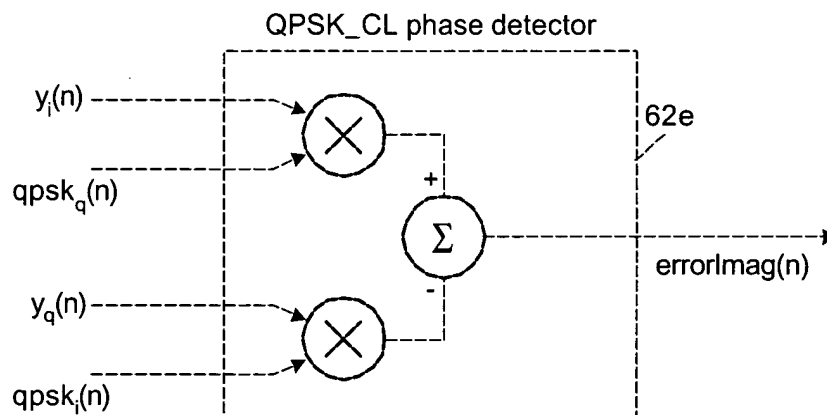 QPSK_CL phase detector
y_i(n)
62e
qpsk_q(n)
+
Σ
errorImag(n)
-
y_q(n)
qpsk_i(n)